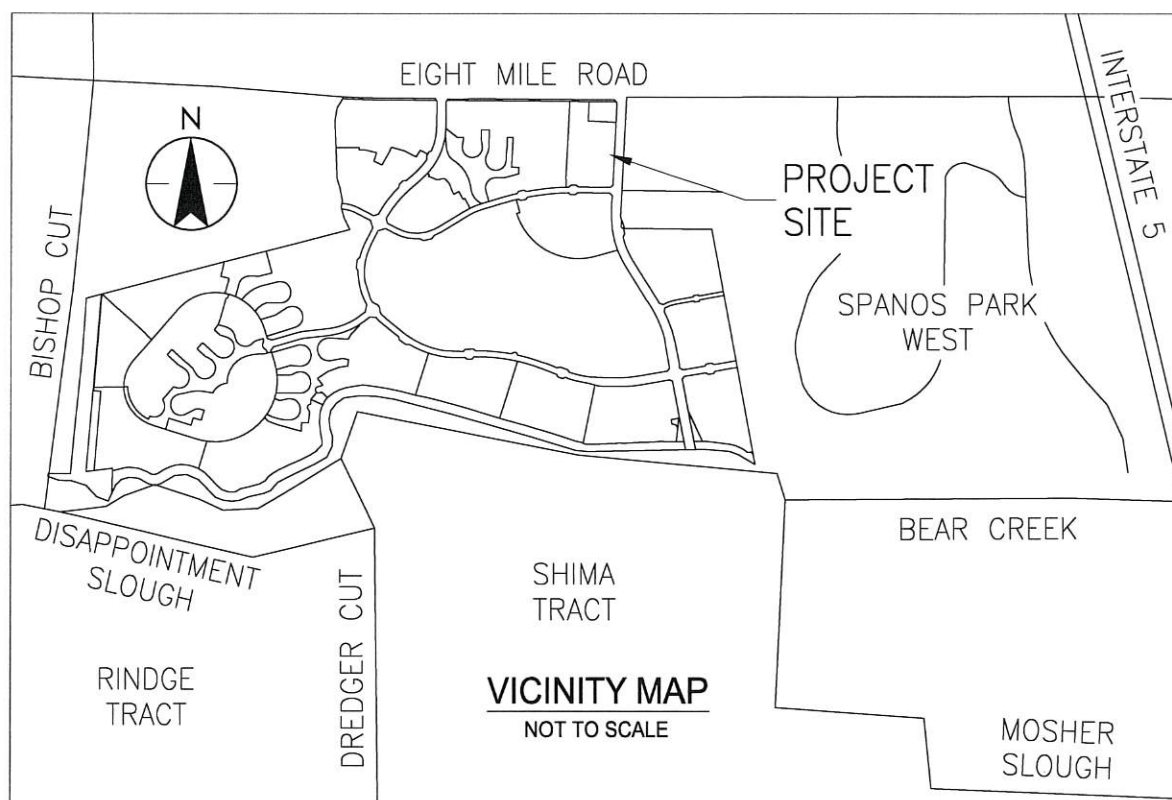 EIGHT MILE ROAD
INTERSTATE 5
N
PROJECT
SITE
BISHOP CUT
SPANOS PARK
WEST
DISAPPOINTMENT
SLOUGH
BEAR CREEK
SHIMA
TRACT
DREDGER CUT
RINDGE
TRACT
VICINITY MAP
NOT TO SCALE
MOSHER
SLOUGH